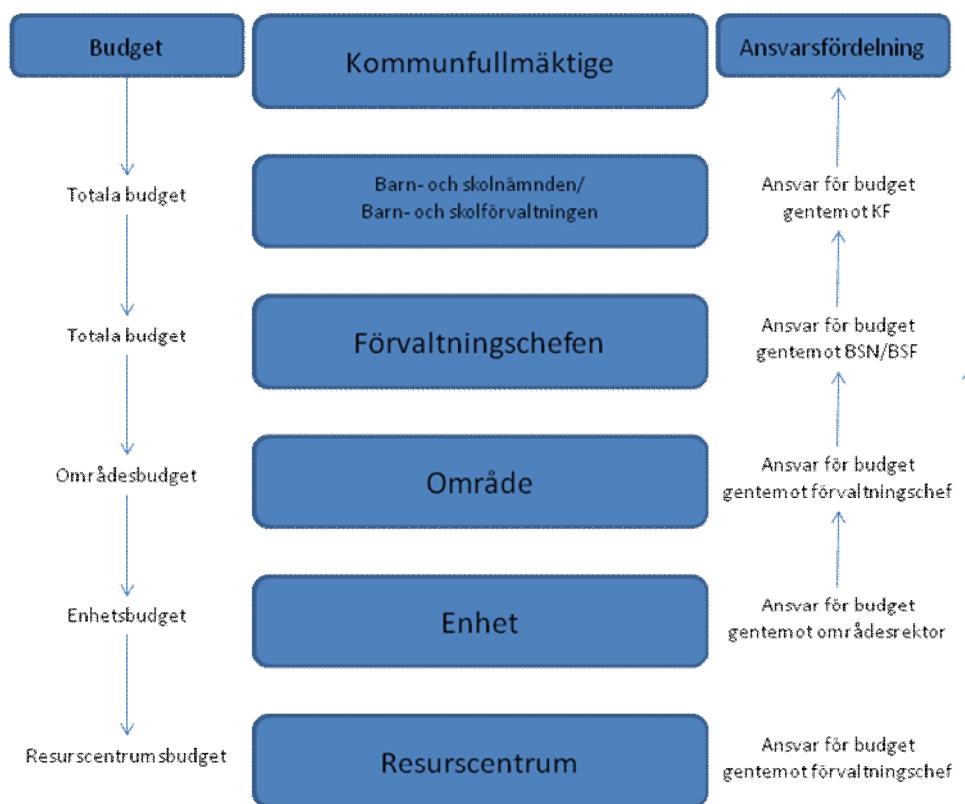 Budget
Kommunfullmäktige
Ansvarsfördelning
Totala budget
Barn- och skolnämnden/
Barn- och skolförvaltningen
Ansvar för budget
gentemot KF
Totala budget
Förvaltningschefen
Ansvar för budget
gentemot BSN/BSF
Områdesbudget
Område
Ansvar för budget
gentemot förvaltningschef
Enhetsbudget
Enhet
Ansvar för budget
gentemot områdesrektor
Resurscentrumsbudget
Resurscentrum
Ansvar för budget
gentemot förvaltningschef